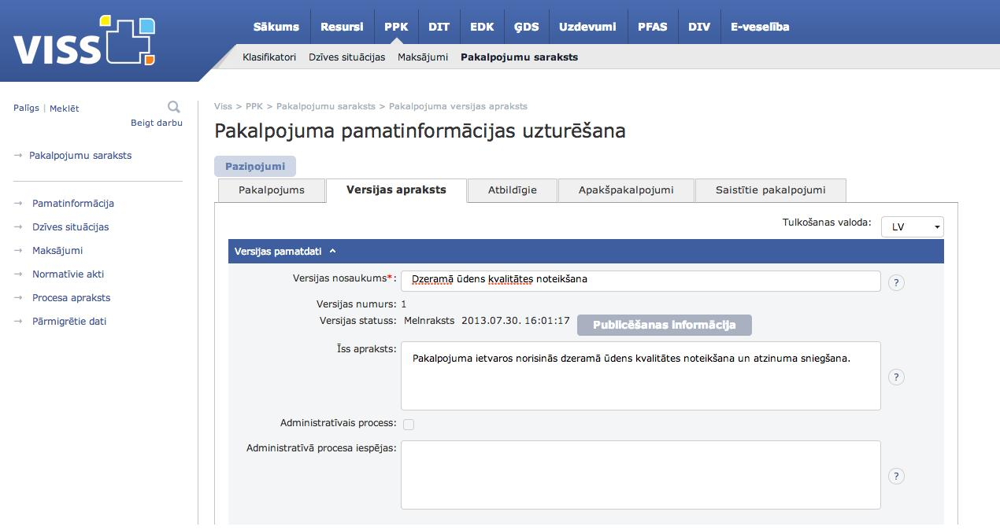 VISS
Sākums Resursi PPK DIT EDK ĢDS Uzdevumi PFAS DIV E-veselība
Klasifikatori Dzīves situācijas Maksājumi Pakalpojumu saraksts
Palīgs | Meklēt
Beigt darbu
→ Pakalpojumu saraksts
→ Pamatinformācija
→ Dzīves situācijas
→ Maksājumi
→ Normatīvie akti
→ Procesa apraksts
→ Pārmigrētie dati
Viss > PPK > Pakalpojumu saraksts > Pakalpojuma versijas apraksts
Pakalpojuma pamatinformācijas uzturēšana
Paziņojumi
Pakalpojums Versijas apraksts Atbildīgie Apakšpakalpojumi Saistītie pakalpojumi
Tulkošanas valoda: LV
Versijas pamatdati
Versijas nosaukums*: Dzeramā ūdens kvalitātes noteikšana ?
Versijas numurs: 1
Versijas statuss: Melnraksts 2013.07.30. 16:01:17 Publicēšanas informācija
Īss apraksts: Pakalpojuma ietvaros norisinās dzeramā ūdens kvalitātes noteikšana un atzinuma sniegšana. ?
Administratīvais process:
Administratīvā procesa iespējas: ?